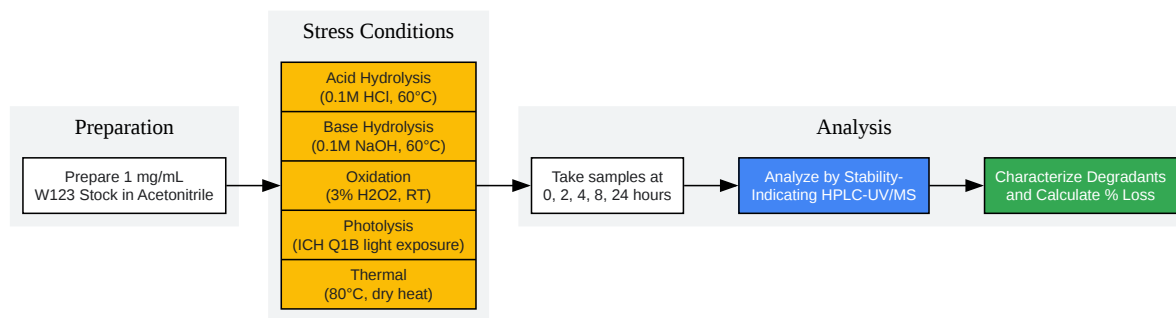 Preparation
Prepare 1 mg/mL
W123 Stock in Acetonitrile
Stress Conditions
Acid Hydrolysis
(0.1M HCl, 60°C)
Base Hydrolysis
(0.1M NaOH, 60°C)
Oxidation
(3% H2O2, RT)
Photolysis
(ICH Q1B light exposure)
Thermal
(80°C, dry heat)
Analysis
Take samples at
0, 2, 4, 8, 24 hours
Analyze by Stability-
Indicating HPLC-UV/MS
Characterize Degradants
and Calculate % Loss